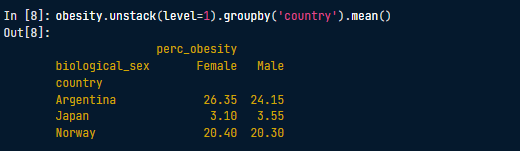 In [8]: obesity.unstack(level=1).groupby('country').mean()
Out[8]:
perc_obesity
biological_sex Female Male
country
Argentina 26.35 24.15
Japan 3.10 3.55
Norway 20.40 20.30